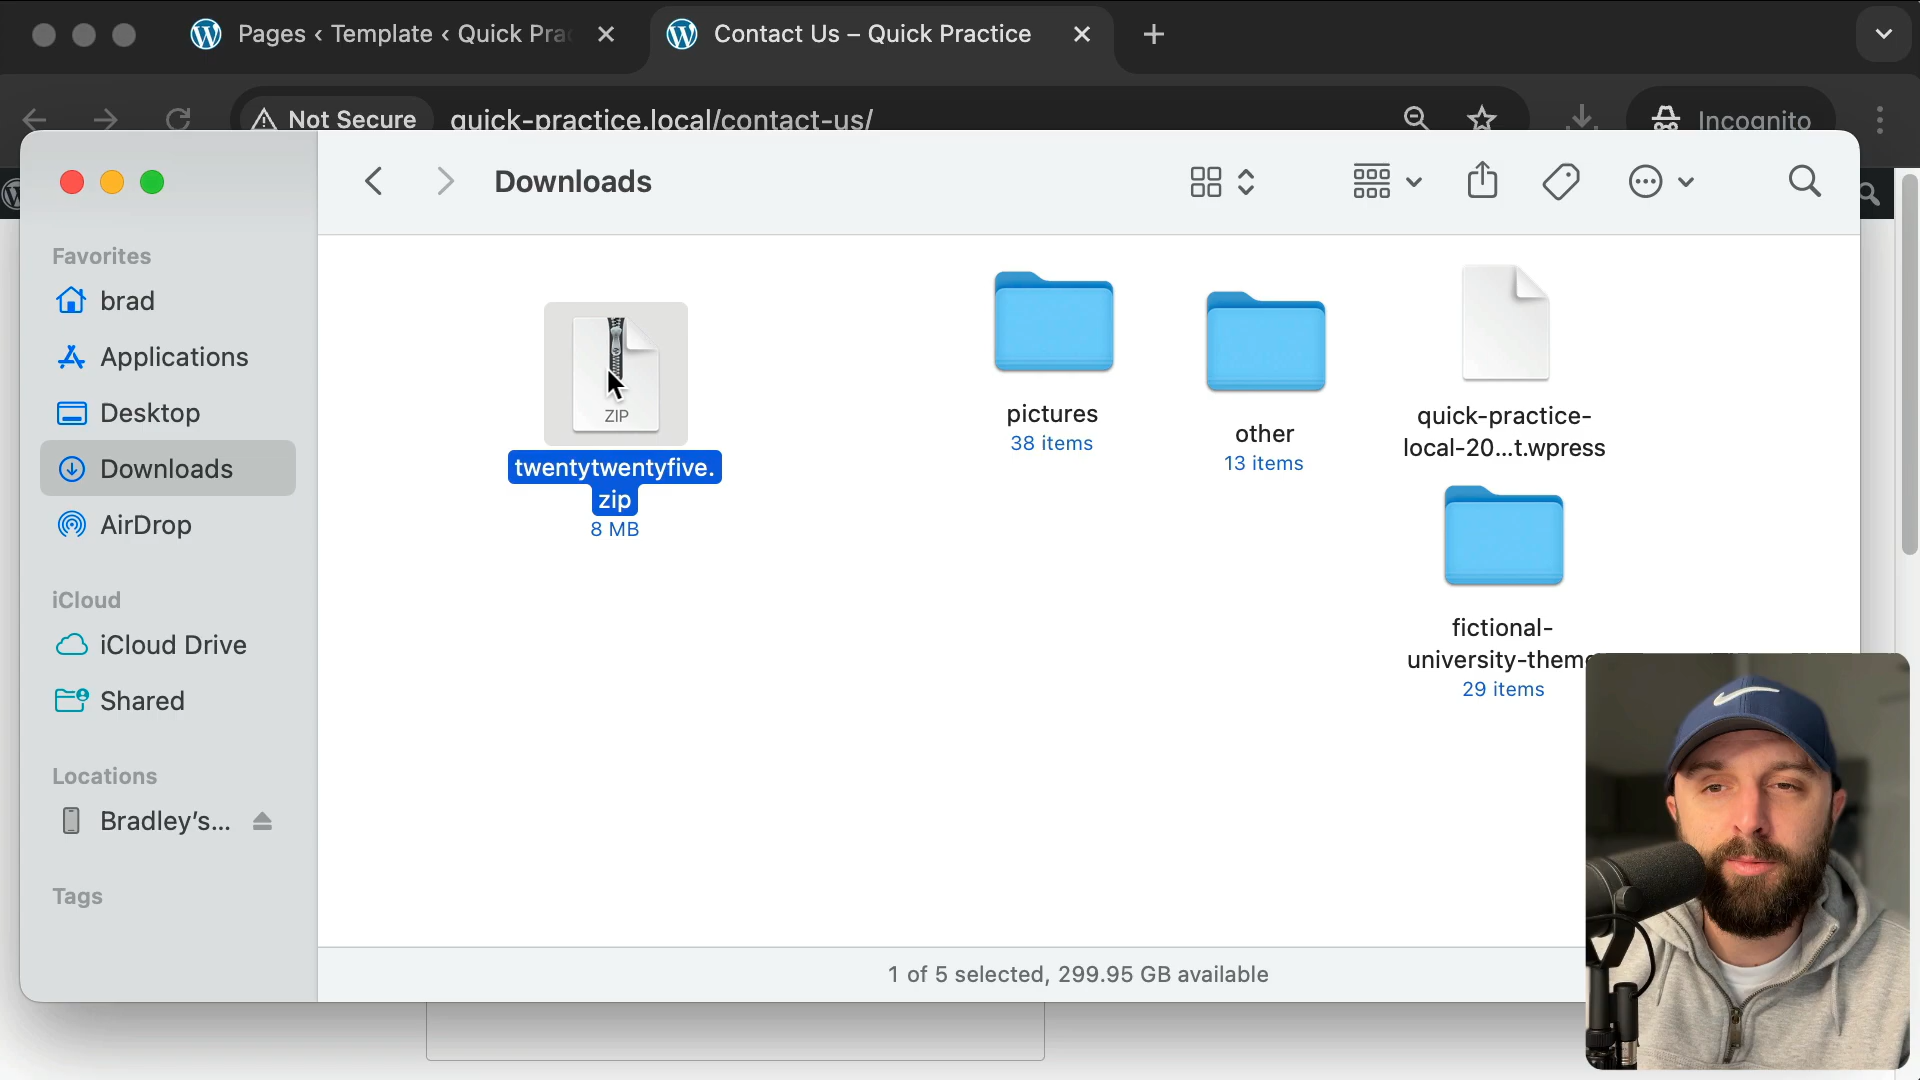 Pages ‹ Template ‹ Quick Prac
Contact Us – Quick Practice
Not Secure
quick-practice.local/contact-us/
Incognito
Downloads
Favorites
brad
Applications
Desktop
Downloads
AirDrop
iCloud
iCloud Drive
Shared
Locations
Bradley’s...
Tags
ZIP
twentytwentyfive.
zip
8 MB
pictures
38 items
other
13 items
quick-practice-
local-20...t.wpress
fictional-
university-theme
29 items
1 of 5 selected, 299.95 GB available